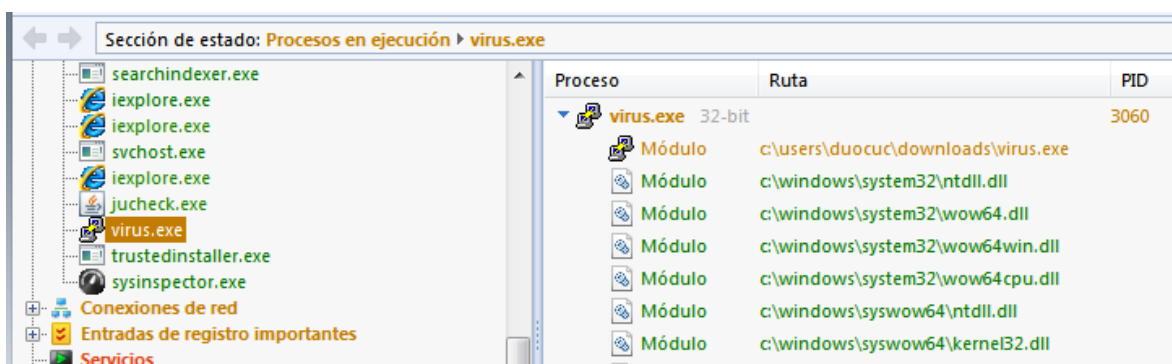 Sección de estado: Procesos en ejecución virus.exe
searchindexer.exe
iexplore.exe
iexplore.exe
svchost.exe
iexplore.exe
jucheck.exe
virus.exe
trustedinstaller.exe
sysinspector.exe
Conexiones de red
Entradas de registro importantes
Servicios
Proceso Ruta PID
virus.exe 32-bit 3060
Módulo c:\users\duocuc\downloads\virus.exe
Módulo c:\windows\system32\ntdll.dll
Módulo c:\windows\system32\wow64.dll
Módulo c:\windows\system32\wow64win.dll
Módulo c:\windows\system32\wow64cpu.dll
Módulo c:\windows\syswow64\ntdll.dll
Módulo c:\windows\syswow64\kernel32.dll